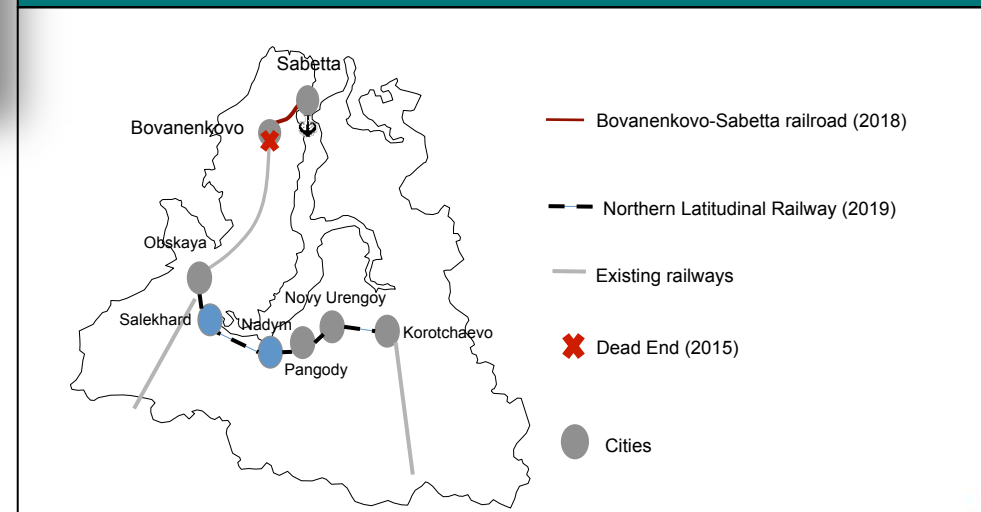 Sabetta
Bovanenkovo
Bovanenkovo-Sabetta railroad (2018)
Northern Latitudinal Railway (2019)
Obskaya
Existing railways
Novy Urengoy
Salekhard
Nadym
Korotchaevo
Pangody
Dead End (2015)
Cities